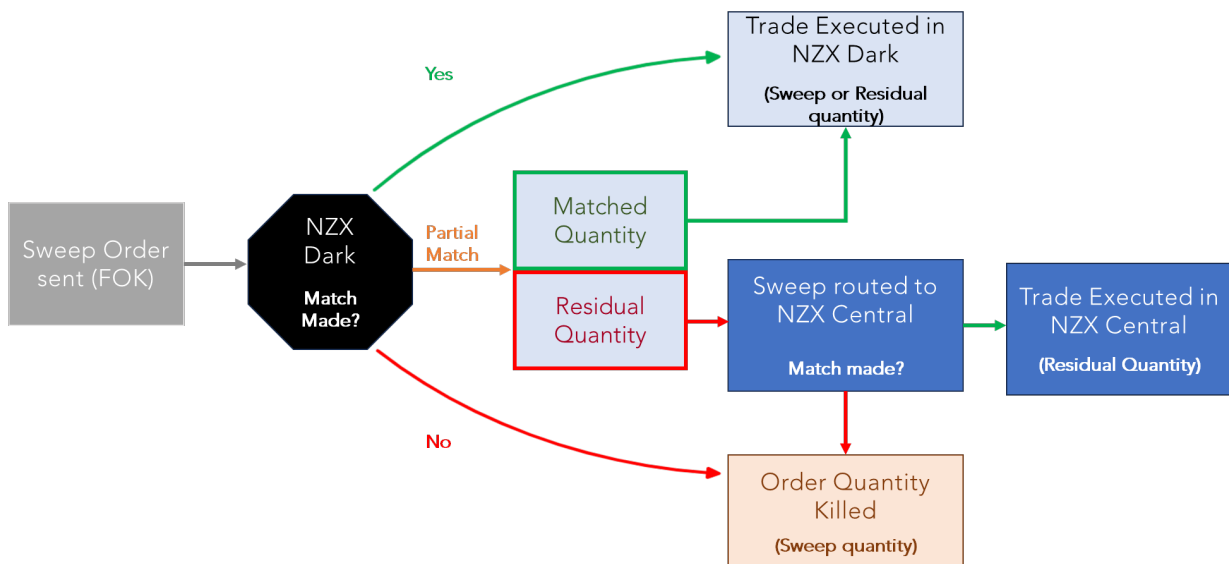 Trade Executed in
NZX Dark
(Sweep or Residual
quantity)
Yes
Sweep Order
sent (FOK)
NZX
Dark
Match
Made?
Partial
Match
Matched
Quantity
Residual
Quantity
Sweep routed to
NZX Central
Match made?
Trade Executed in
NZX Central
(Residual Quantity)
No
Order Quantity
Killed
(Sweep quantity)